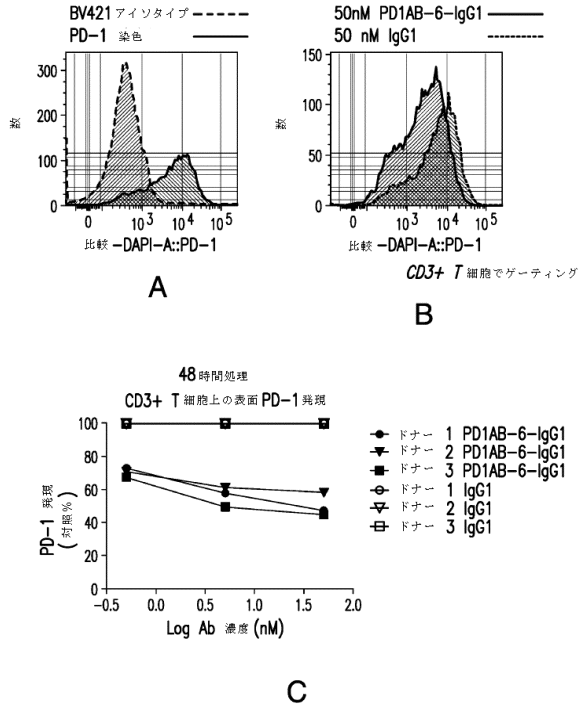 BV421 アイソタイプ
PD-1 染色
50nM PD1AB-6-IgG1
50 nM IgG1
数
300
200
100
0
0 10³ 10⁴ 10⁵
比較 -DAPI-A::PD-1
A
数
150
100
50
0
0 10³ 10⁴ 10⁵
比較 -DAPI-A::PD-1
CD3+ T 細胞でゲーティング
B
48時間処理
CD3+ T 細胞上の表面 PD-1 発現
PD-1 発現
(対照%)
100
80
60
40
20
0
-0.5 0.0 0.5 1.0 1.5 2.0
Log Ab 濃度 (nM)
ドナー 1 PD1AB-6-IgG1
ドナー 2 PD1AB-6-IgG1
ドナー 3 PD1AB-6-IgG1
ドナー 1 IgG1
ドナー 2 IgG1
ドナー 3 IgG1
C